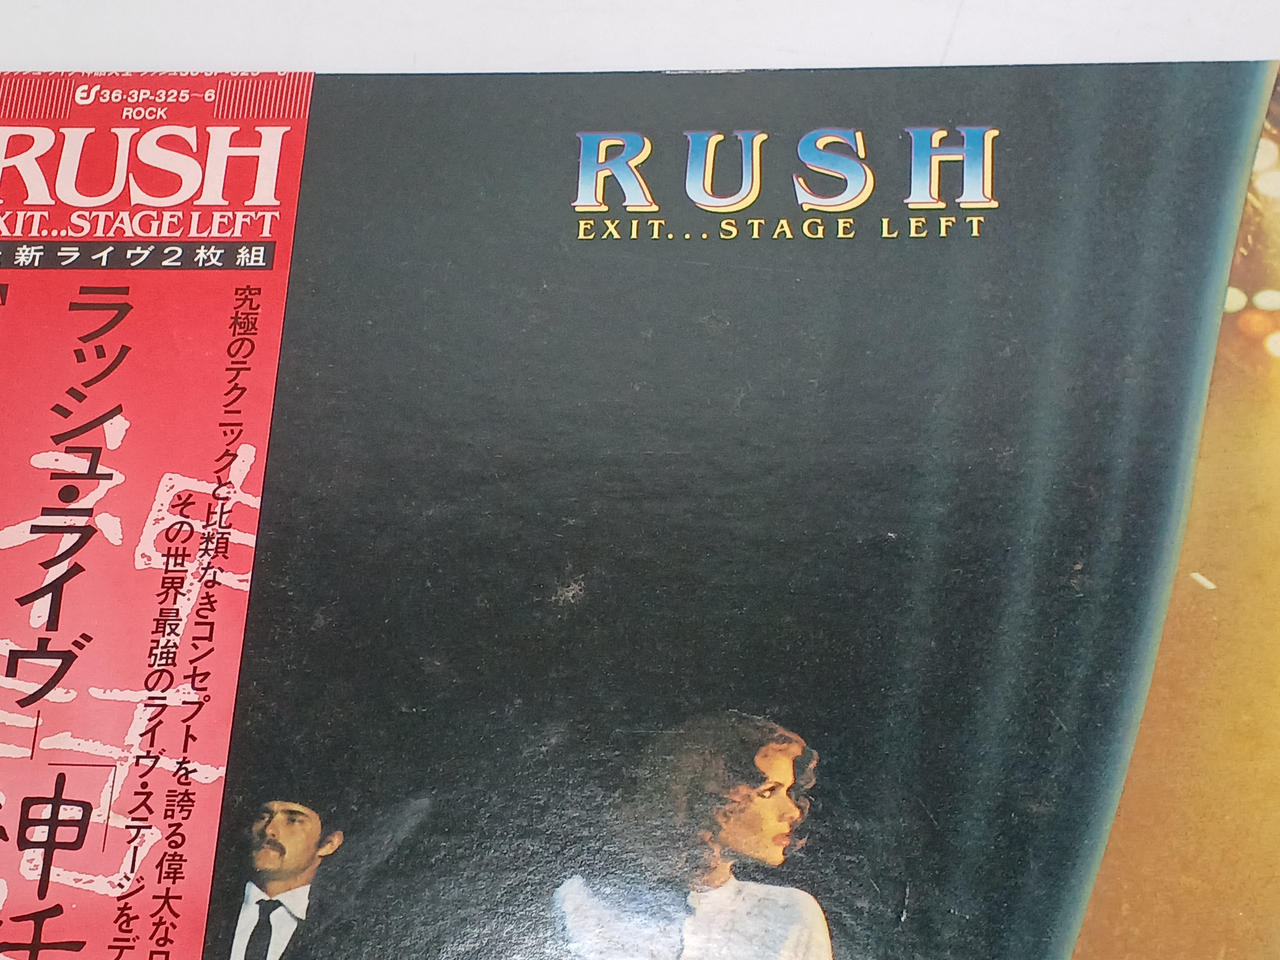 36·3P-325~6
ROCK
RUSH
EXIT...STAGE LEFT
新ライヴ2枚組
究極のテクニックと比類なきコンセプトを誇る偉大な
その世界最強のライヴ・ステージをデ
ラッシュ・ライヴ
RUSH
EXIT...STAGE LEFT